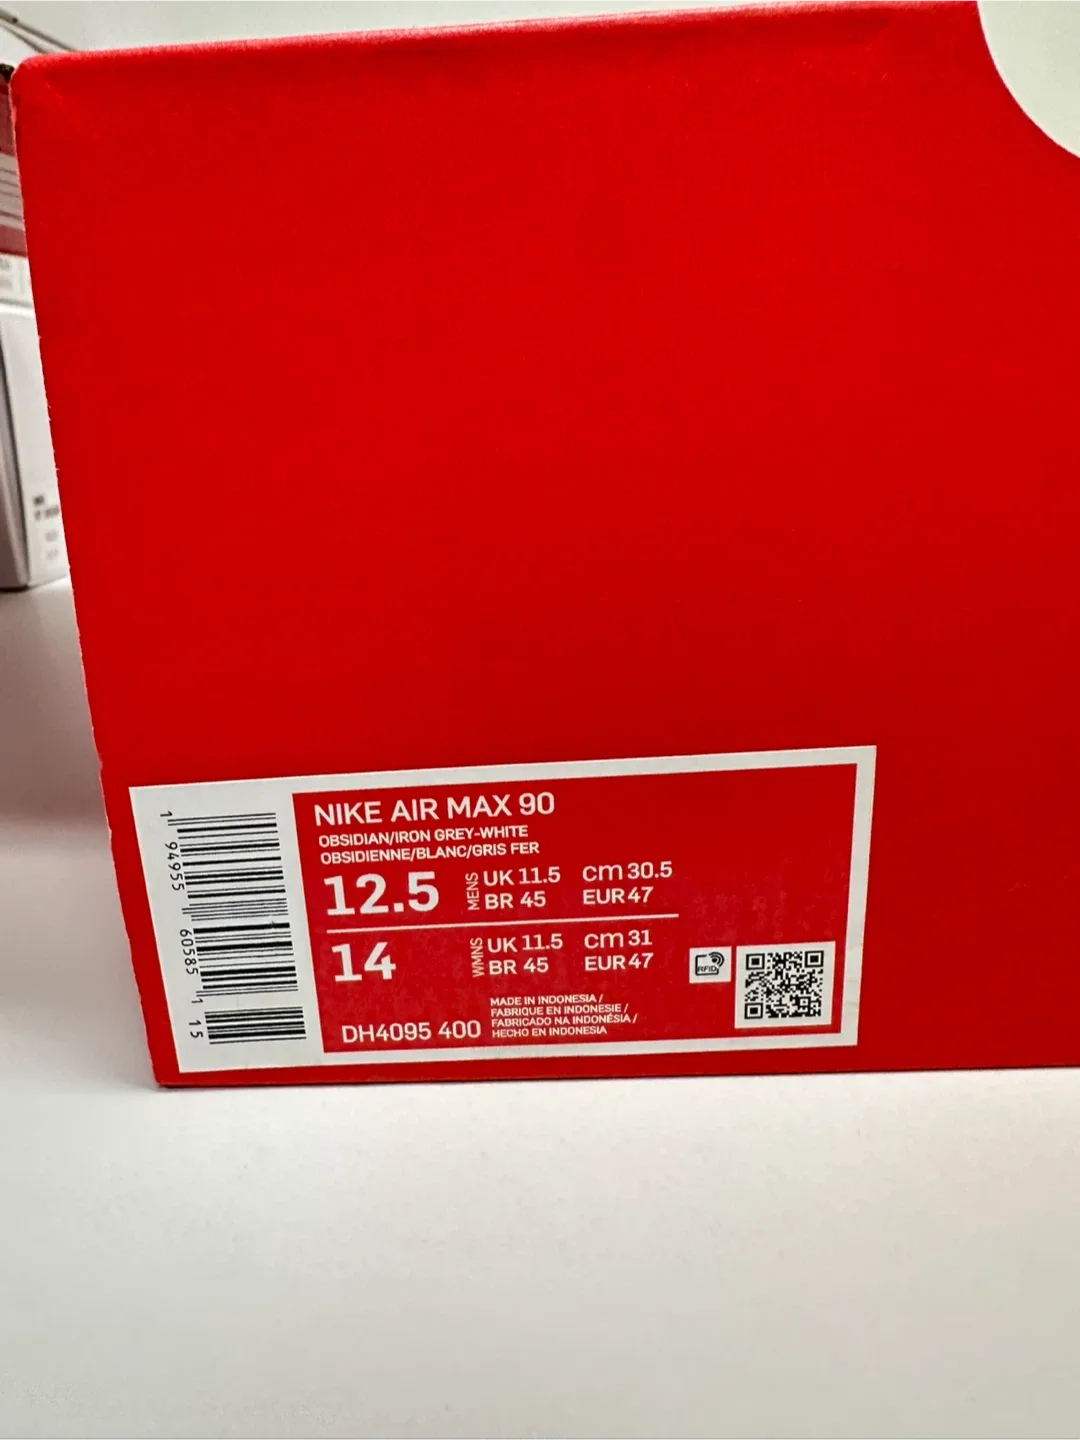 NIKE AIR MAX 90
OBSIDIAN/IRON GREY-WHITE
OBSIDIENNE/BLANC/GRIS FER
12.5 MENS UK 11.5 cm 30.5
BR 45 EUR 47
14 WMNS UK 11.5 cm 31
BR 45 EUR 47
RFID
DH4095 400
MADE IN INDONESIA /
FABRIQUE EN INDONESIE /
FABRICADO NA INDONÉSIA /
HECHO EN INDONESIA
1 94955 60585 1 15